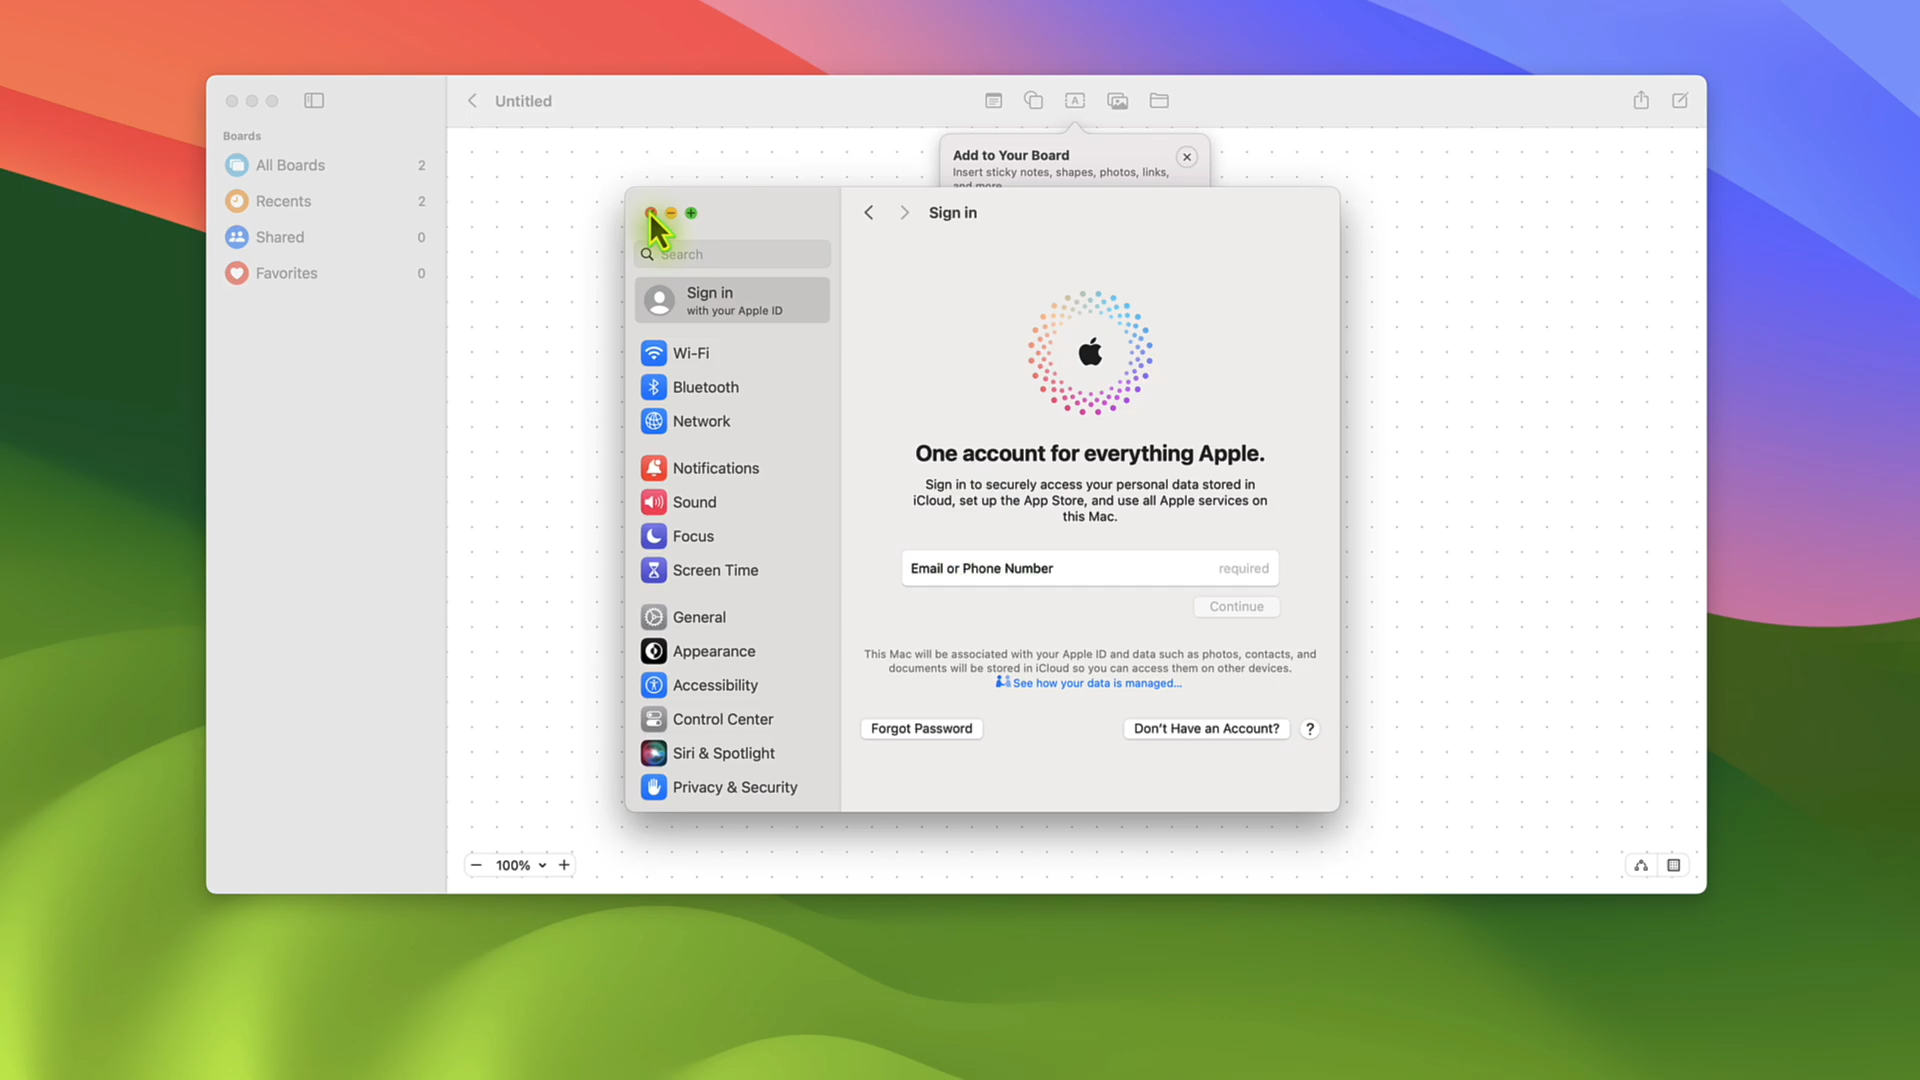 Untitled
Boards
All Boards 2
Recents 2
Shared 0
Favorites 0
Add to Your Board
Insert sticky notes, shapes, photos, links,
and more
Search
Sign in
with your Apple ID
Wi-Fi
Bluetooth
Network
Notifications
Sound
Focus
Screen Time
General
Appearance
Accessibility
Control Center
Siri & Spotlight
Privacy & Security
Sign in
One account for everything Apple.
Sign in to securely access your personal data stored in
iCloud, set up the App Store, and use all Apple services on
this Mac.
Email or Phone Number required
Continue
This Mac will be associated with your Apple ID and data such as photos, contacts, and
documents will be stored in iCloud so you can access them on other devices.
See how your data is managed...
Forgot Password
Don't Have an Account? ?
100%